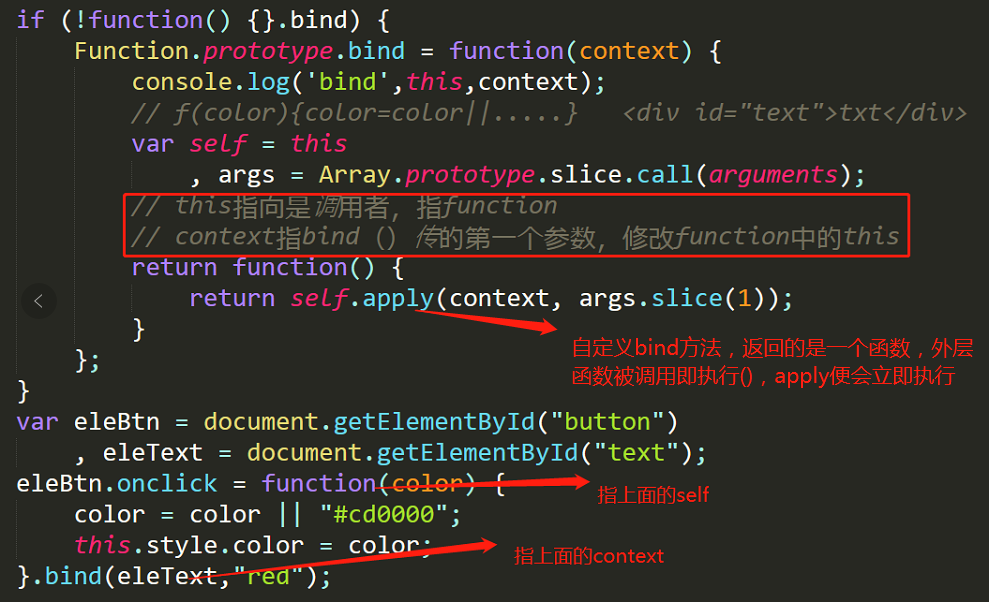 if (!function() {}.bind) {
Function.prototype.bind = function(context) {
console.log('bind',this,context);
// f(color){color=color||.....}   <div id="text">txt</div>
var self = this
, args = Array.prototype.slice.call(arguments);
// this指向是调用者，指function
// context指bind（）传的第一个参数，修改function中的this
return function() {
return self.apply(context, args.slice(1));
}
自定义bind方法，返回的是一个函数，外层
函数被调用即执行()，apply便会立即执行
};
}
var eleBtn = document.getElementById("button")
, eleText = document.getElementById("text");
eleBtn.onclick = function(color) {
指上面的self
color = color || "#cd0000";
this.style.color = color;
指上面的context
}.bind(eleText,"red");